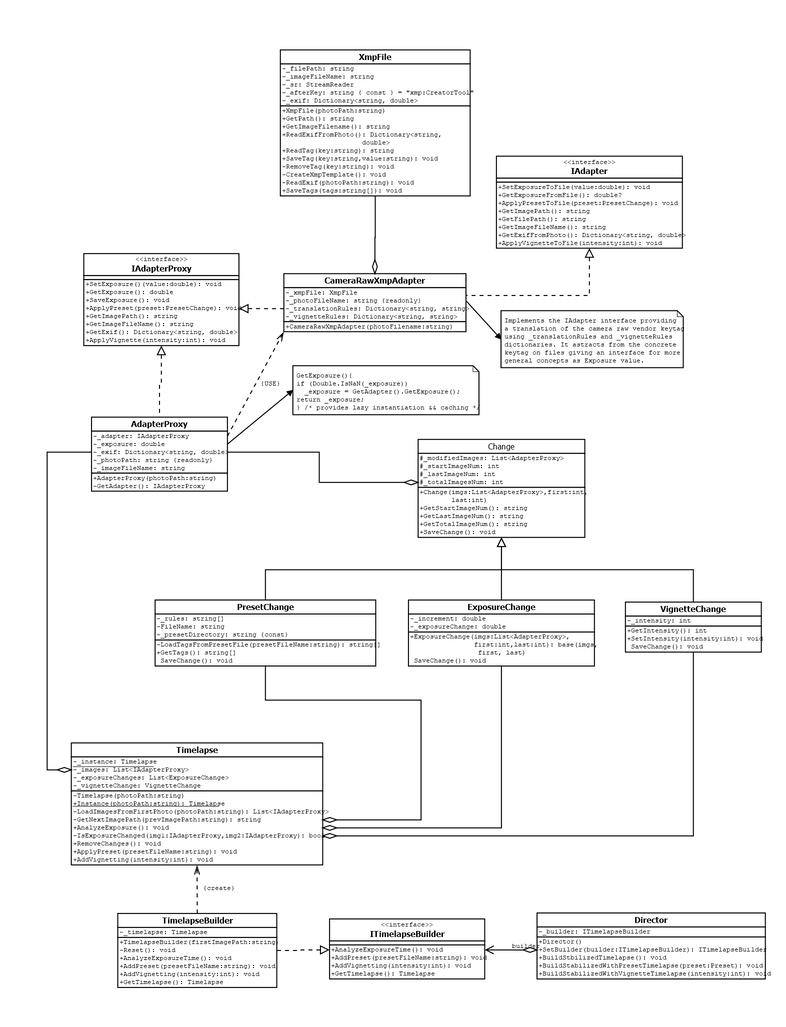 XmpFile
-_filePath: string
-_imageFileName: string
-_sr: StreamReader
-_afterKey: string { const } = "xmp:CreatorTool"
-_exif: Dictionary<string, double>
+XmpFile(photoPath:string)
+GetPath(): string
+GetImageFilename(): string
+ReadExifFromPhoto(): Dictionary<string,
double>
+ReadTag(key:string): string
+SaveTag(key:string,value:string): void
-RemoveTag(key:string): void
-CreateXmpTemplate(): void
-ReadExif(photoPath:string): void
+SaveTags(tags:string[]): void
<<interface>>
IAdapter
+SetExposureToFile(value:double): void
+GetExposureFromFile(): double?
+ApplyPresetToFile(preset:PresetChange): void
+GetImagePath(): string
+GetFilePath(): string
+GetImageFileName(): string
+GetExifFromPhoto(): Dictionary<string, double>
+ApplyVignetteToFile(intensity:int): void
<<interface>>
IAdapterProxy
+SetExposure()(value:double): void
+GetExposure(): double
+SaveExposure(): void
+ApplyPreset(preset:PresetChange): void
+GetImagePath(): string
+GetImageFileName(): string
+GetExif(): Dictionary<string, double>
+ApplyVignette(intensity:int): void
CameraRawXmpAdapter
-_xmpFile: XmpFile
-_photoFileName: string {readonly}
-_translationRules: Dictionary<string, string>
-_vignetteRules: Dictionary<string, string>
+CameraRawXmpAdapter(photoFilename:string)
Implements the IAdapter interface providing
a translation of the camera raw vendor keytag
using _translationRules and _vignetteRules
dictionaries. It astracts from the concrete
keytag on files giving an interface for more
general concepts as Exposure value.
{USE}
GetExposure(){
if (Double.IsNaN(_exposure))
_exposure = GetAdapter().GetExposure();
return _exposure;
} /* provides lazy instantiation && caching */
AdapterProxy
-_adapter: IAdapterProxy
-_exposure: double
-_exif: Dictionary<string, double>
-_photoPath: string {readonly}
-_imageFileName: string
+AdapterProxy(photoPath:string)
-GetAdapter(): IAdapterProxy
Change
#_modifiedImages: List<AdapterProxy>
#_startImageNum: int
#_lastImageNum: int
#_totalImagesNum: int
+Change(imgs:List<AdapterProxy>,first:int,
last:int)
+GetStartImageNum(): string
+GetLastImageNum(): string
+GetTotalImageNum(): string
+SaveChange(): void
PresetChange
-_rules: string[]
-FileName: string
-_presetDirectory: string {const}
-LoadTagsFromPresetFile(presetFileName:string): string[]
+GetTags(): string[]
SaveChange(): void
ExposureChange
-_increment: double
-_exposureChange: double
+ExposureChange(imgs:List<AdapterProxy>,
first:int,last:int): base(imgs,
first, last)
SaveChange(): void
VignetteChange
-_intensity: int
+GetIntensity(): int
+SetIntensity(intensity:int): void
SaveChange(): void
Timelapse
-_instance: Timelapse
-_images: List<IAdapterProxy>
-_exposureChanges: List<ExposureChange>
-_vignetteChange: VignetteChange
-Timelapse(photoPath:string)
+Instance(photoPath:string): Timelapse
-LoadImagesFromFirstPhoto(photoPath:string): List<IAdapterProxy>
-GetNextImagePath(prevImagePath:string): string
+AnalyzeExposure(): void
-IsExposureChanged(img1:IAdapterProxy,img2:IAdapterProxy): bool
+RemoveChanges(): void
+ApplyPreset(presetFileName:string): void
+AddVignetting(intensity:int): void
{create}
TimelapseBuilder
-_timelapse: Timelapse
+TimelapseBuilder(firstImagePath:string)
-Reset(): void
+AnalyzeExposureTime(): void
+AddPreset(presetFileName:string): void
+AddVignetting(intensity:int): void
+GetTimelapse(): Timelapse
<<interface>>
ITimelapseBuilder
+AnalyzeExposureTime(): void
+AddPreset(presetFileName:string): void
+AddVignetting(intensity:int): void
+GetTimelapse(): Timelapse
builder
Director
-_builder: ITimelapseBuilder
+Director()
+SetBuilder(builder:ITimelapseBuilder): ITimelapseBuilder
+BuildStbilizedTimelapse(): void
+BuildStabilizedWithPresetTimelapse(preset:Preset): void
+BuildStabilizedWithVignetteTimelapse(intensity:int): void